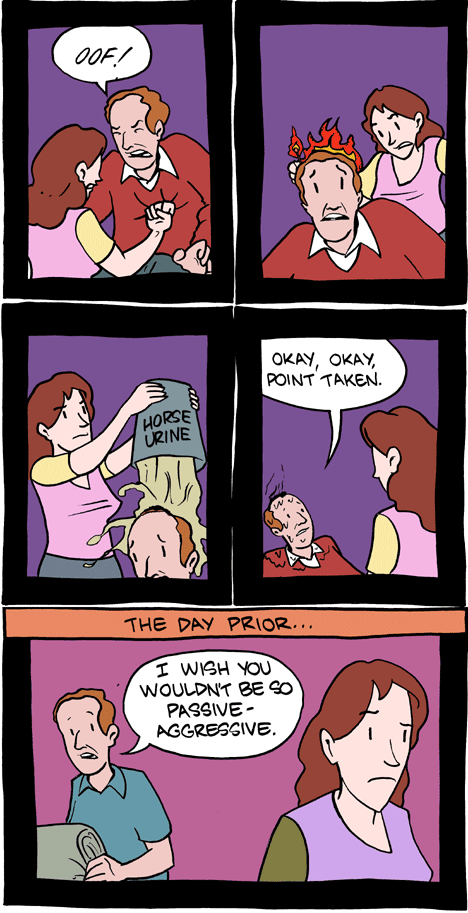 OOF!
HORSE
URINE
OKAY, OKAY,
POINT TAKEN.
THE DAY PRIOR...
I WISH YOU
WOULDN'T BE SO
PASSIVE-
AGGRESSIVE.